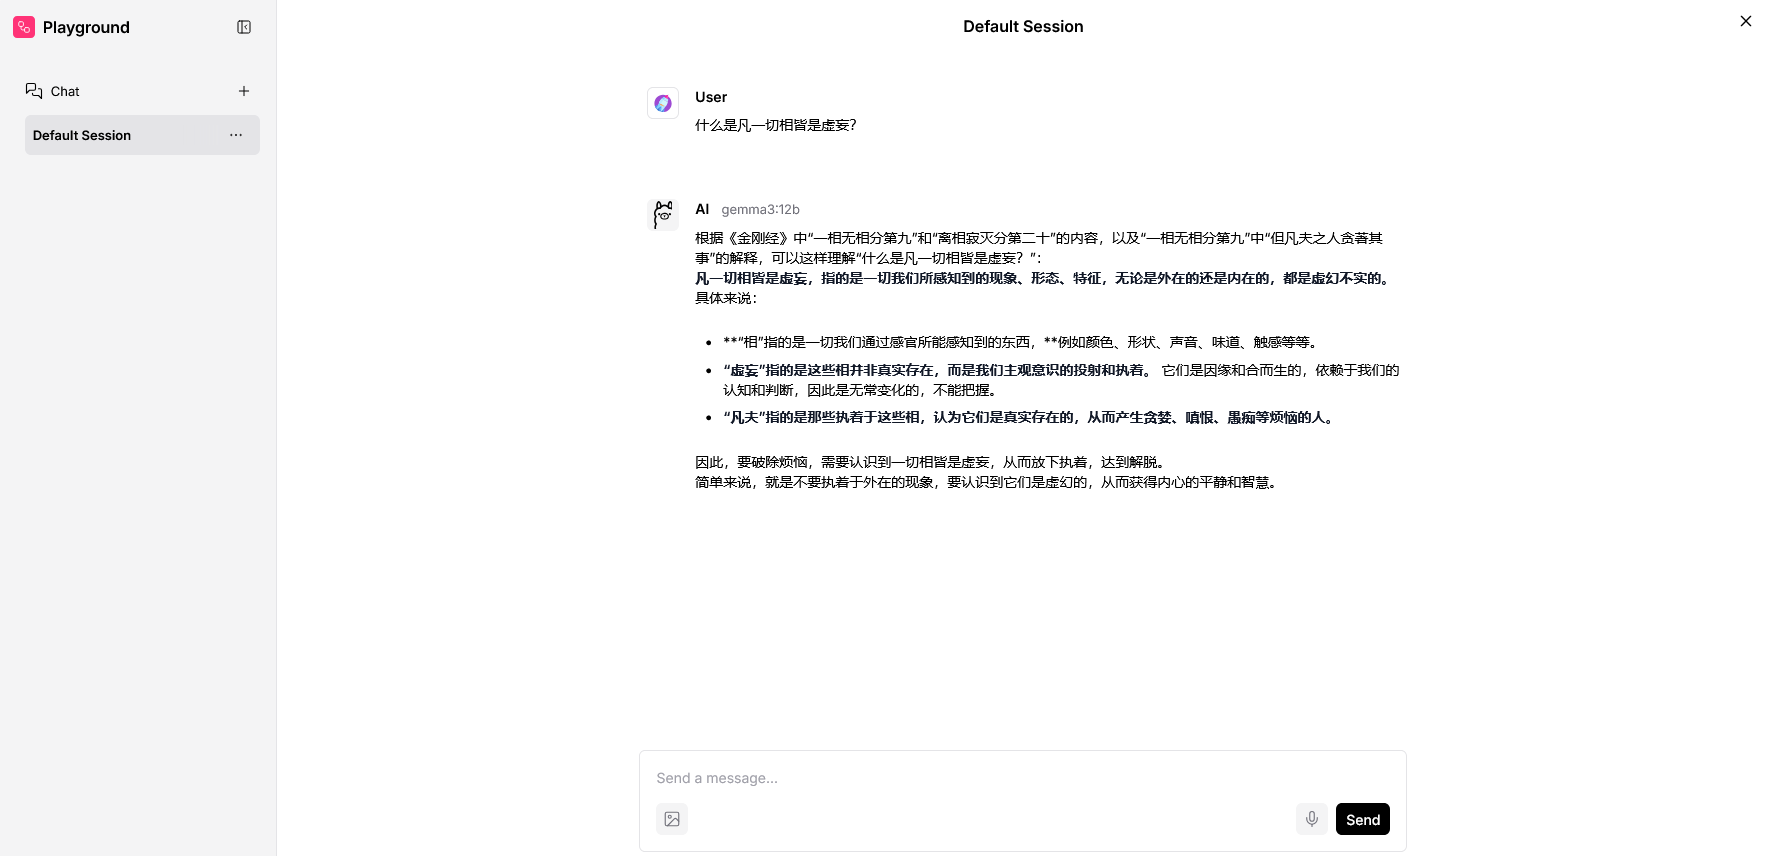 Playground
Default Session
Chat
Default Session
User
什么是凡一切相皆是虚妄？
AI gemma3:12b
根据《金刚经》中“一相无相分第九”和“离相寂灭分第二十”的内容，以及“一相无相分第九”中“但凡夫之人贪著其
事”的解释，可以这样理解“什么是凡一切相皆是虚妄？”：
凡一切相皆是虚妄，指的是一切我们所感知到的现象、形态、特征，无论是外在的还是内在的，都是虚幻不实的。
具体来说：
• **“相”指的是一切我们通过感官所能感知到的东西，**例如颜色、形状、声音、味道、触感等等。
• “虚妄”指的是这些相并非真实存在，而是我们主观意识的投射和执着。 它们是因缘和合而生的，依赖于我们的
认知和判断，因此是无常变化的，不能把握。
• “凡夫”指的是那些执着于这些相，认为它们是真实存在的，从而产生贪婪、嗔恨、愚痴等烦恼的人。
因此，要破除烦恼，需要认识到一切相皆是虚妄，从而放下执着，达到解脱。
简单来说，就是不要执着于外在的现象，要认识到它们是虚幻的，从而获得内心的平静和智慧。
Send a message...
Send